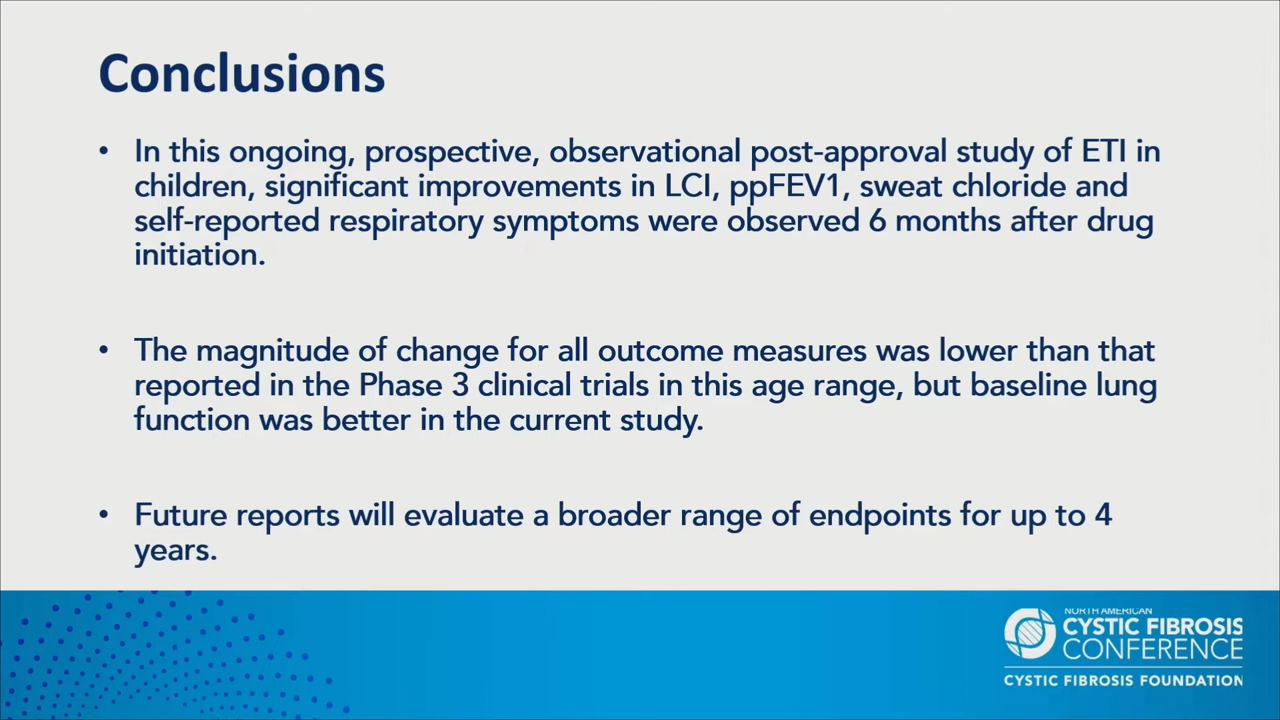 Conclusions
• In this ongoing, prospective, observational post-approval study of ETI in
children, significant improvements in LCI, ppFEV1, sweat chloride and
self-reported respiratory symptoms were observed 6 months after drug
initiation.
• The magnitude of change for all outcome measures was lower than that
reported in the Phase 3 clinical trials in this age range, but baseline lung
function was better in the current study.
• Future reports will evaluate a broader range of endpoints for up to 4
years.
NORTH AMERICAN
CYSTIC FIBROSIS
CONFERENCE
CYSTIC FIBROSIS FOUNDATION